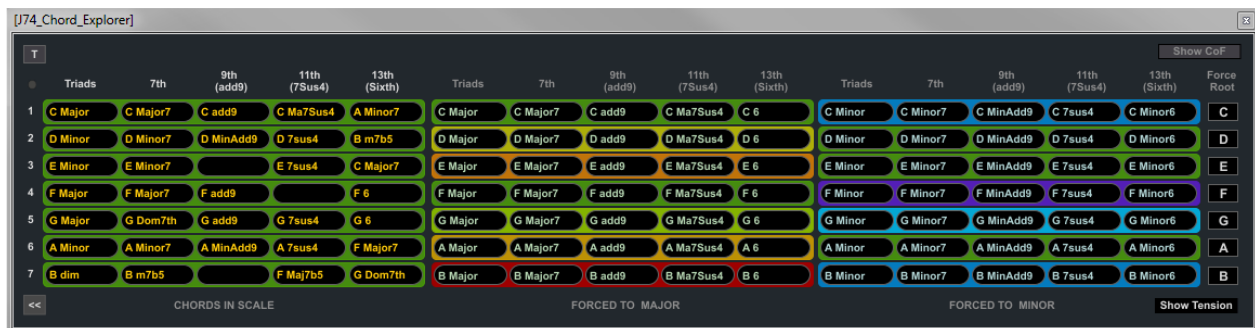 [J74_Chord_Explorer]
T Show CoF
Triads 7th 9th (add9) 11th (7Sus4) 13th (Sixth) Triads 7th 9th (add9) 11th (7Sus4) 13th (Sixth) Triads 7th 9th (add9) 11th (7Sus4) 13th (Sixth) Force Root
1 C Major C Major7 C add9 C Ma7Sus4 A Minor7 C Major C Major7 C add9 C Ma7Sus4 C 6 C Minor C Minor7 C MinAdd9 C 7sus4 C Minor6 C
2 D Minor D Minor7 D MinAdd9 D 7sus4 B m7b5 D Major D Major7 D add9 D Ma7Sus4 D 6 D Minor D Minor7 D MinAdd9 D 7sus4 D Minor6 D
3 E Minor E Minor7 E 7sus4 C Major7 E Major E Major7 E add9 E Ma7Sus4 E 6 E Minor E Minor7 E MinAdd9 E 7sus4 E Minor6 E
4 F Major F Major7 F add9 F 6 F Major F Major7 F add9 F Ma7Sus4 F 6 F Minor F Minor7 F MinAdd9 F 7sus4 F Minor6 F
5 G Major G Dom7th G add9 G 7sus4 G 6 G Major G Major7 G add9 G Ma7Sus4 G 6 G Minor G Minor7 G MinAdd9 G 7sus4 G Minor6 G
6 A Minor A Minor7 A MinAdd9 A 7sus4 F Major7 A Major A Major7 A add9 A Ma7Sus4 A 6 A Minor A Minor7 A MinAdd9 A 7sus4 A Minor6 A
7 B dim B m7b5 F Maj7b5 G Dom7th B Major B Major7 B add9 B Ma7Sus4 B 6 B Minor B Minor7 B MinAdd9 B 7sus4 B Minor6 B
<< CHORDS IN SCALE FORCED TO MAJOR FORCED TO MINOR Show Tension